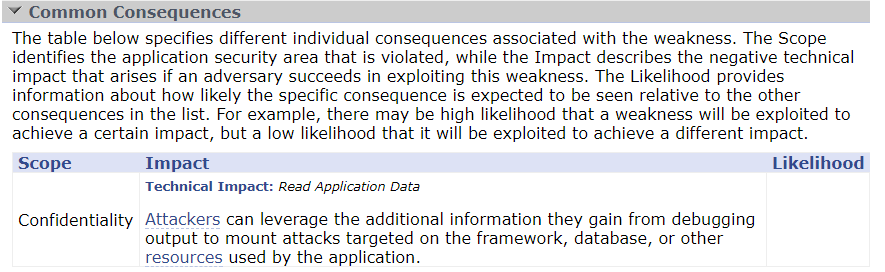 Common Consequences
The table below specifies different individual consequences associated with the weakness. The Scope
identifies the application security area that is violated, while the Impact describes the negative technical
impact that arises if an adversary succeeds in exploiting this weakness. The Likelihood provides
information about how likely the specific consequence is expected to be seen relative to the other
consequences in the list. For example, there may be high likelihood that a weakness will be exploited to
achieve a certain impact, but a low likelihood that it will be exploited to achieve a different impact.
Scope Impact Likelihood
Technical Impact: Read Application Data
Confidentiality Attackers can leverage the additional information they gain from debugging
output to mount attacks targeted on the framework, database, or other
resources used by the application.